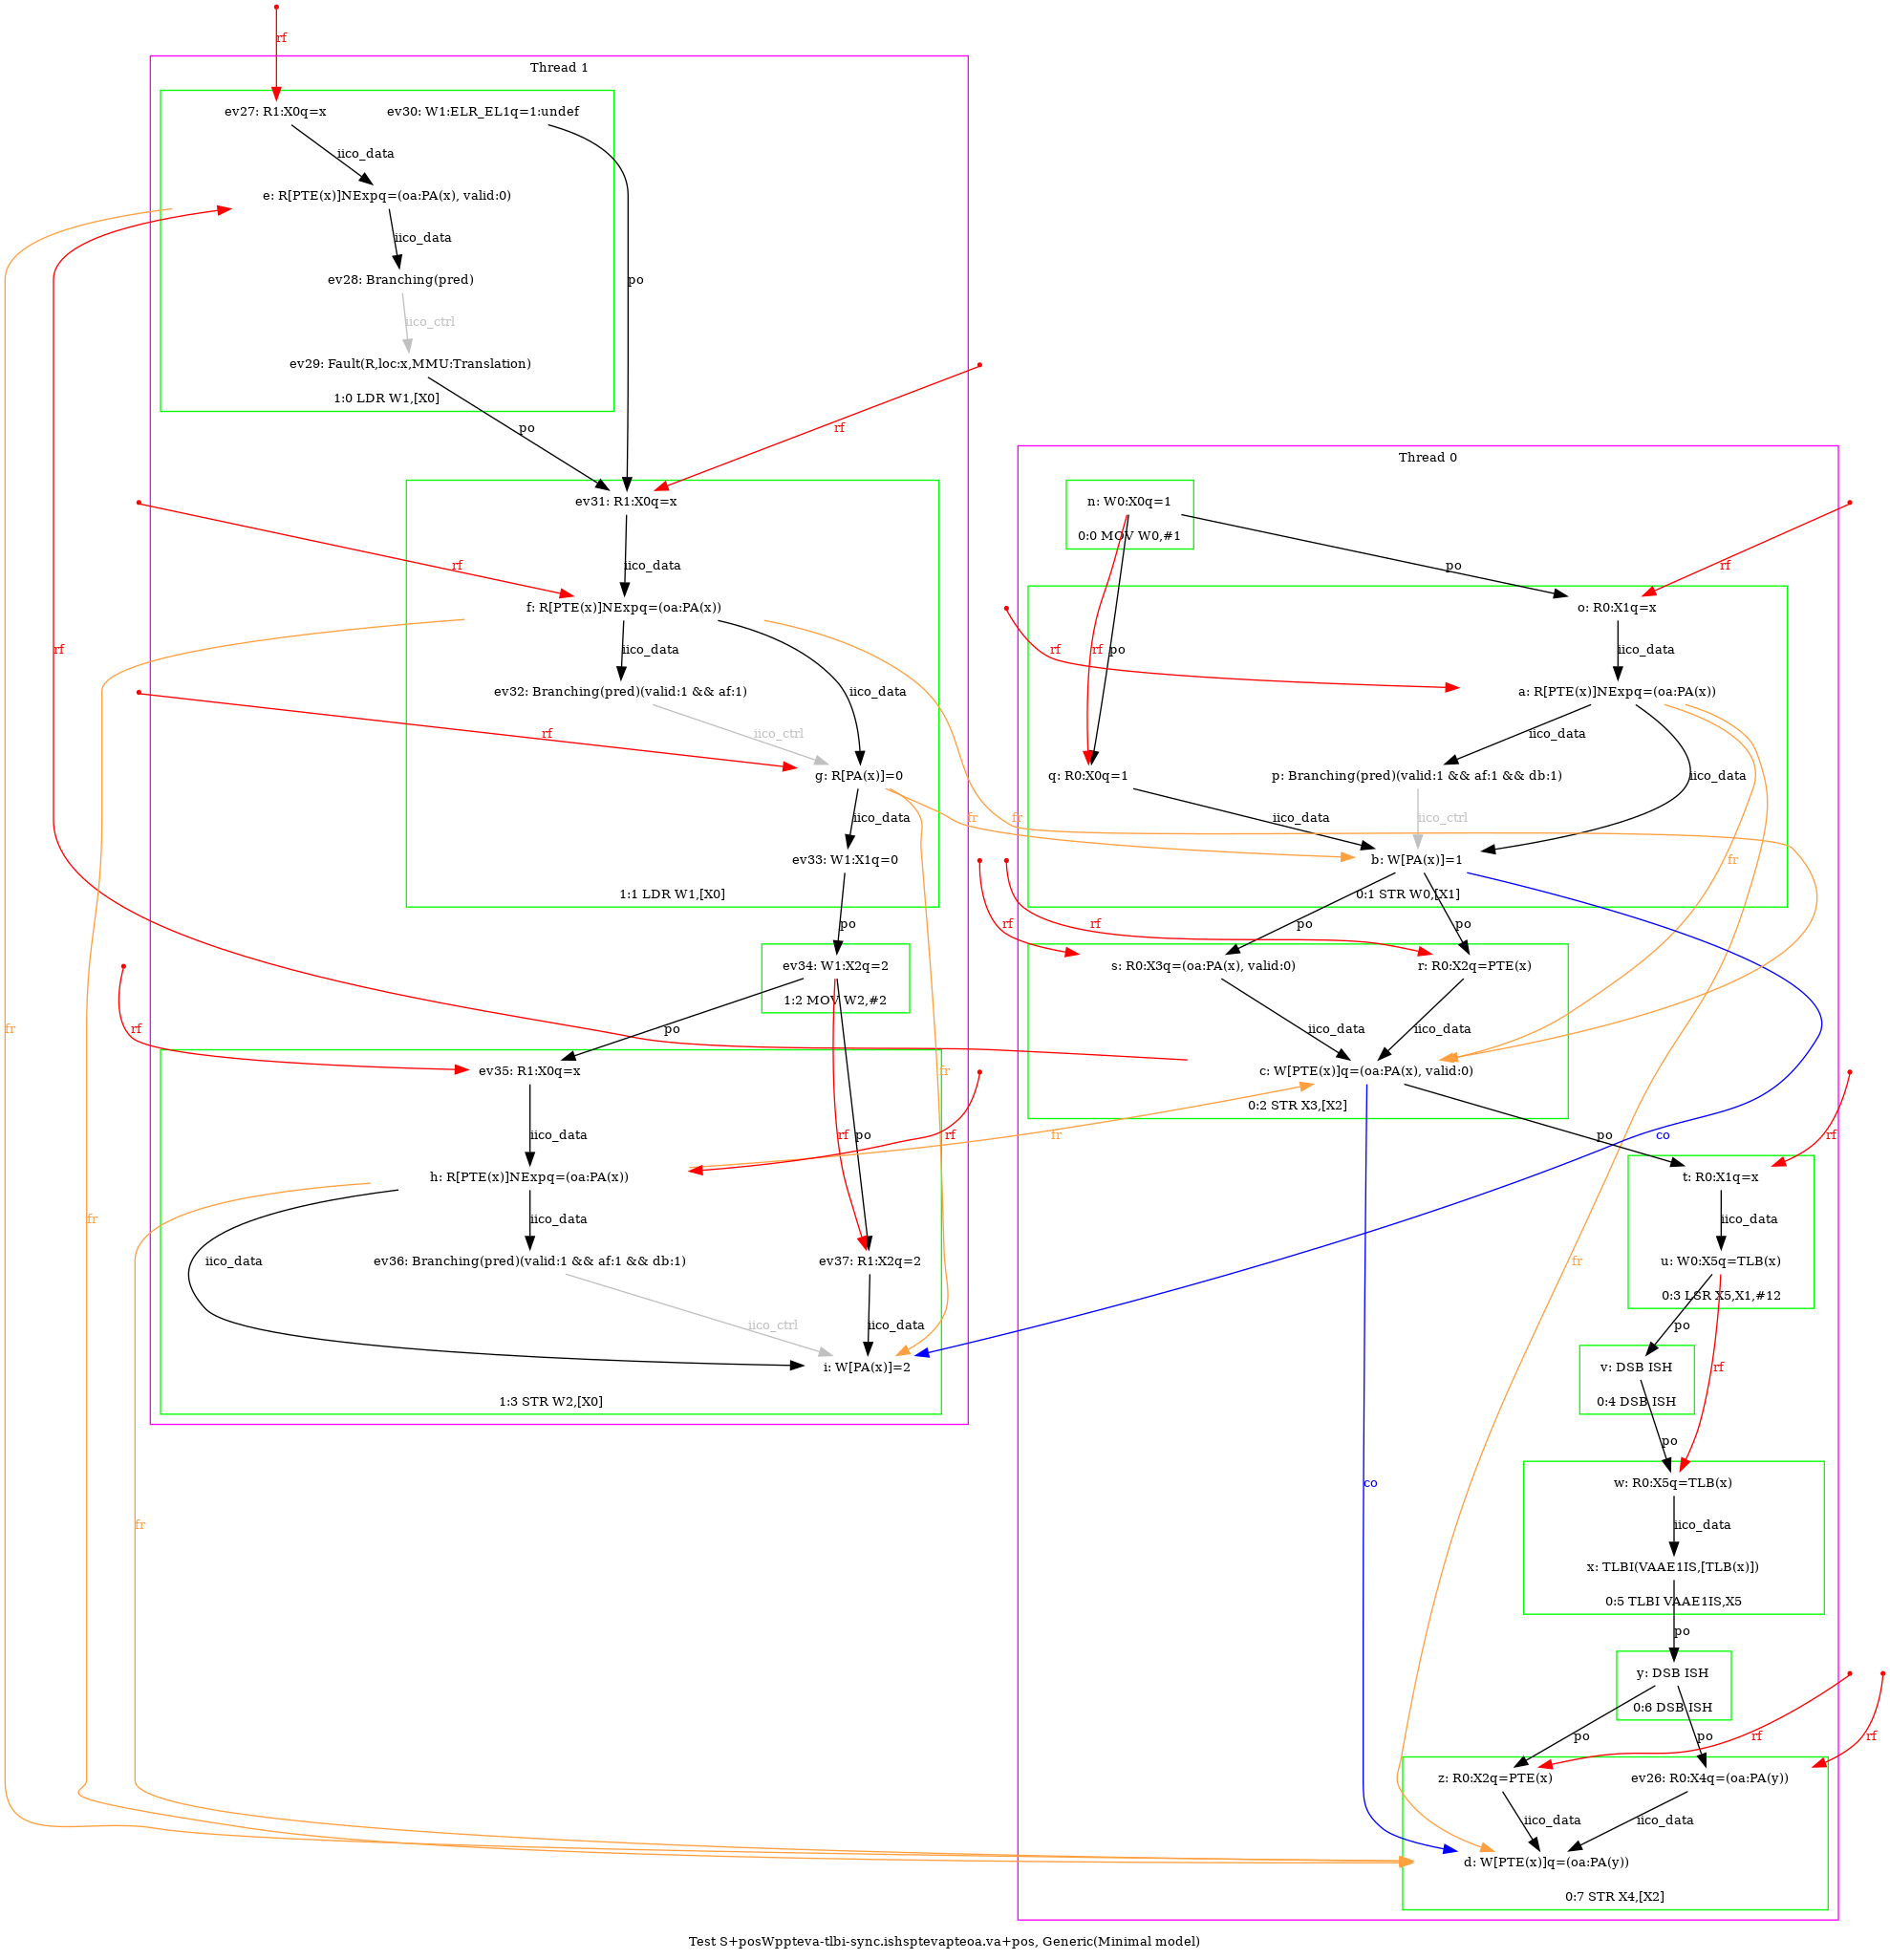 rf
Thread 1
ev27: R1:X0q=x
ev30: W1:ELR_EL1q=1:undef
iico_data
e: R[PTE(x)]NExpq=(oa:PA(x), valid:0)
iico_data
ev28: Branching(pred)
po
iico_ctrl
ev29: Fault(R,loc:x,MMU:Translation)
1:0 LDR W1,[X0]
po
rf
Thread 0
ev31: R1:X0q=x
n: W0:X0q=1
0:0 MOV W0,#1
rf
iico_data
po
rf
f: R[PTE(x)]NExpq=(oa:PA(x))
o: R0:X1q=x
rf
iico_data
rf
rf
po
iico_data
ev32: Branching(pred)(valid:1 && af:1)
iico_data
a: R[PTE(x)]NExpq=(oa:PA(x))
rf
iico_ctrl
iico_data
g: R[PA(x)]=0
q: R0:X0q=1
p: Branching(pred)(valid:1 && af:1 && db:1)
iico_data
iico_data
fr
fr
iico_data
iico_ctrl
ev33: W1:X1q=0
b: W[PA(x)]=1
fr
1:1 LDR W1,[X0]
0:1 STR W0,[X1]
po
rf
rf
po
po
ev34: W1:X2q=2
s: R0:X3q=(oa:PA(x), valid:0)
r: R0:X2q=PTE(x)
1:2 MOV W2,#2
fr
rf
po
iico_data
iico_data
ev35: R1:X0q=x
fr
c: W[PTE(x)]q=(oa:PA(x), valid:0)
0:2 STR X3,[X2]
iico_data
rf
po
rf
fr
po
co
rf
h: R[PTE(x)]NExpq=(oa:PA(x))
t: R0:X1q=x
fr
iico_data
iico_data
iico_data
ev36: Branching(pred)(valid:1 && af:1 && db:1)
ev37: R1:X2q=2
fr
u: W0:X5q=TLB(x)
0:3 LSR X5,X1,#12
iico_ctrl
iico_data
po
i: W[PA(x)]=2
v: DSB ISH
rf
1:3 STR W2,[X0]
0:4 DSB ISH
po
co
w: R0:X5q=TLB(x)
fr
iico_data
x: TLBI(VAAE1IS,[TLB(x)])
0:5 TLBI VAAE1IS,X5
po
y: DSB ISH
0:6 DSB ISH
po
po
rf
rf
z: R0:X2q=PTE(x)
ev26: R0:X4q=(oa:PA(y))
iico_data
iico_data
d: W[PTE(x)]q=(oa:PA(y))
0:7 STR X4,[X2]
Test S+posWppteva-tlbi-sync.ishsptevapteoa.va+pos, Generic(Minimal model)